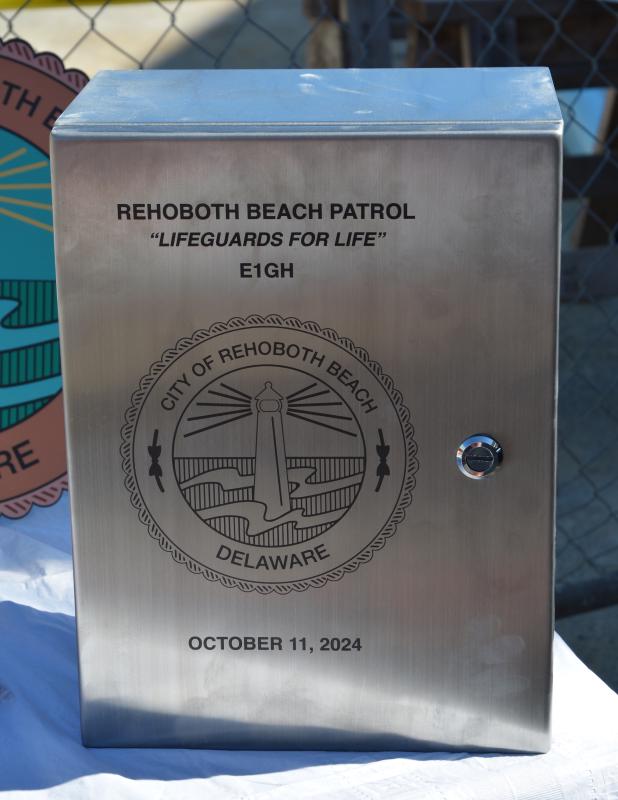 REHOBOTH BEACH PATROL
"LIFEGUARDS FOR LIFE"
E1GH
CITY OF REHOBOTH BEACH
DELAWARE
OCTOBER 11, 2024